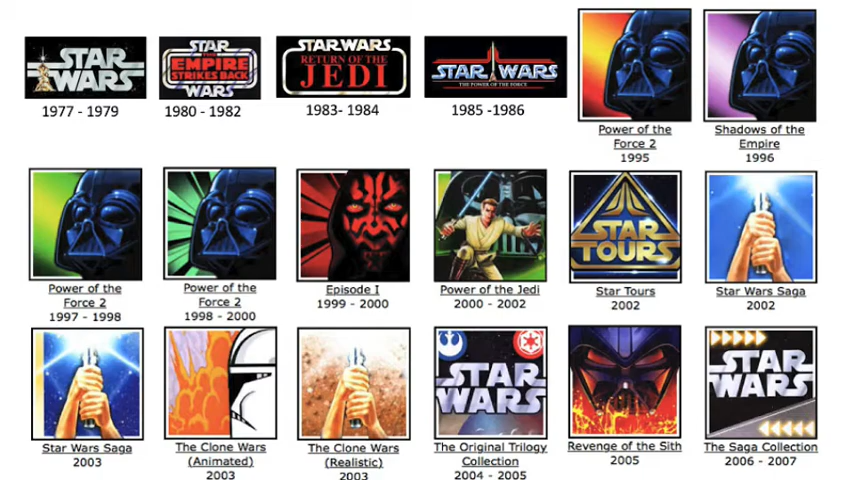 STAR WARS
STAR THE EMPIRE STRIKES BACK WARS
STAR WARS RETURN OF THE JEDI
STAR WARS THE POWER OF THE FORCE
1977 - 1979
1980 - 1982
1983- 1984
1985 -1986
Power of the Force 2
1995
Shadows of the Empire
1996
STAR TOURS
Power of the Force 2
1997 - 1998
Power of the Force 2
1998 - 2000
Episode I
1999 - 2000
Power of the Jedi
2000 - 2002
Star Tours
2002
Star Wars Saga
2002
STAR WARS
STAR WARS
Star Wars Saga
2003
The Clone Wars
(Animated)
2003
The Clone Wars
(Realistic)
2003
The Original Trilogy
Collection
2004 - 2005
Revenge of the Sith
2005
The Saga Collection
2006 - 2007